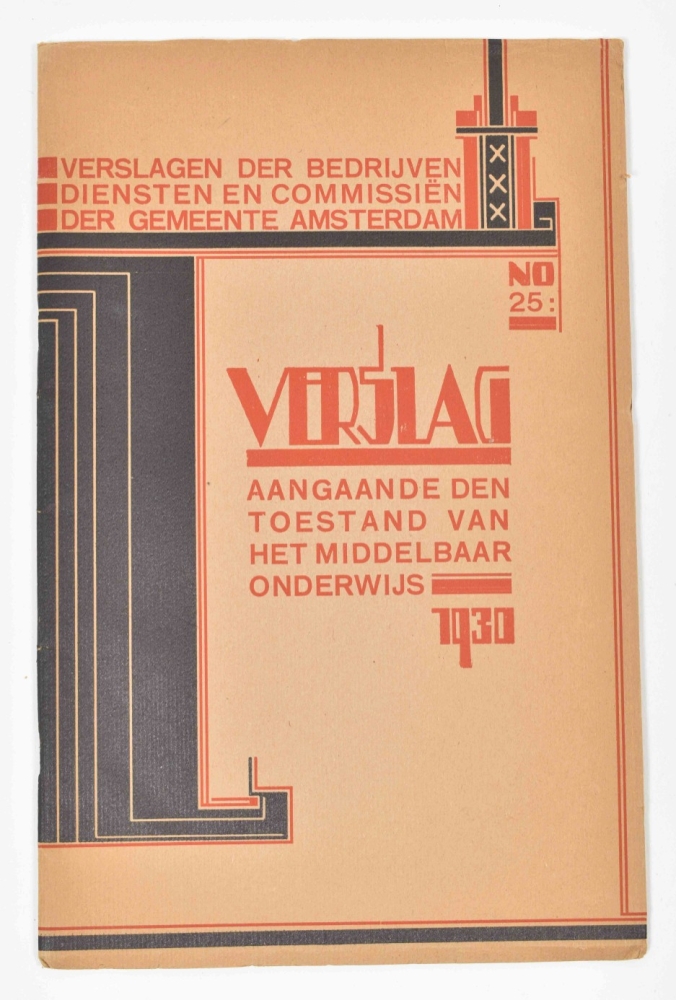 VERSLAGEN DER BEDRIJVEN
DIENSTEN EN COMMISSIËN
DER GEMEENTE AMSTERDAM
XXX
NO
25:
VERSLAG
AANGAANDE DEN
TOESTAND VAN
HET MIDDELBAAR
ONDERWIJS
1930